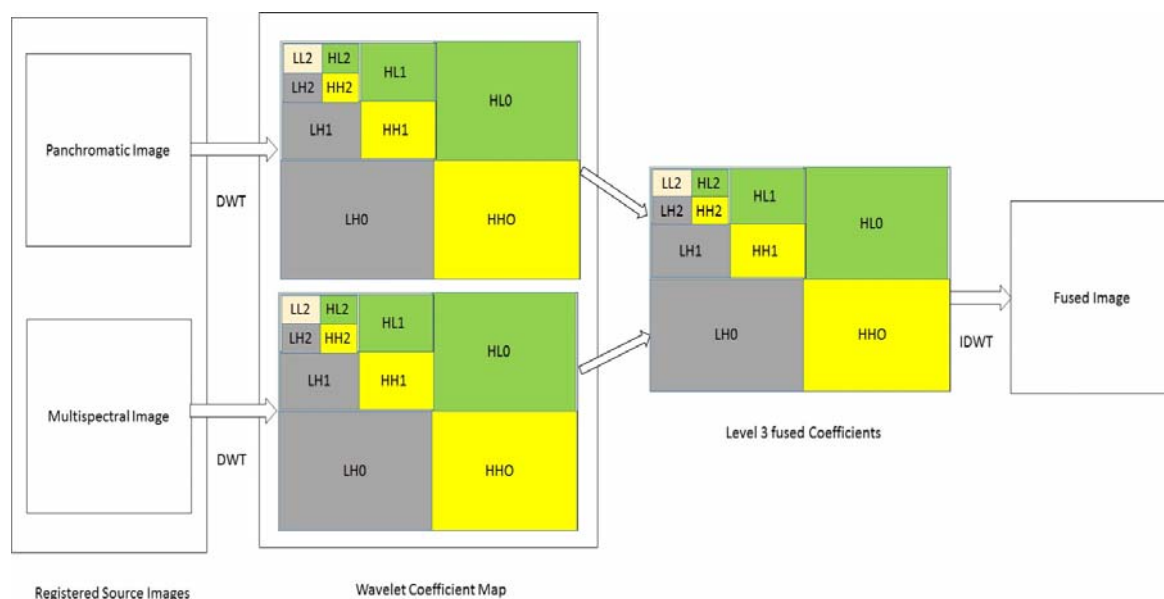 Panchromatic Image
DWT
LL2 HL2
LH2 HH2
HL1
LH1 HH1
HL0
LH0 HHO
Multispectral Image
DWT
LL2 HL2
LH2 HH2
HL1
LH1 HH1
HL0
LH0 HHO
LL2 HL2
LH2 HH2
HL1
LH1 HH1
HL0
LH0 HHO
Level 3 fused Coefficients
IDWT
Fused Image
Registered Source Images
Wavelet Coefficient Map